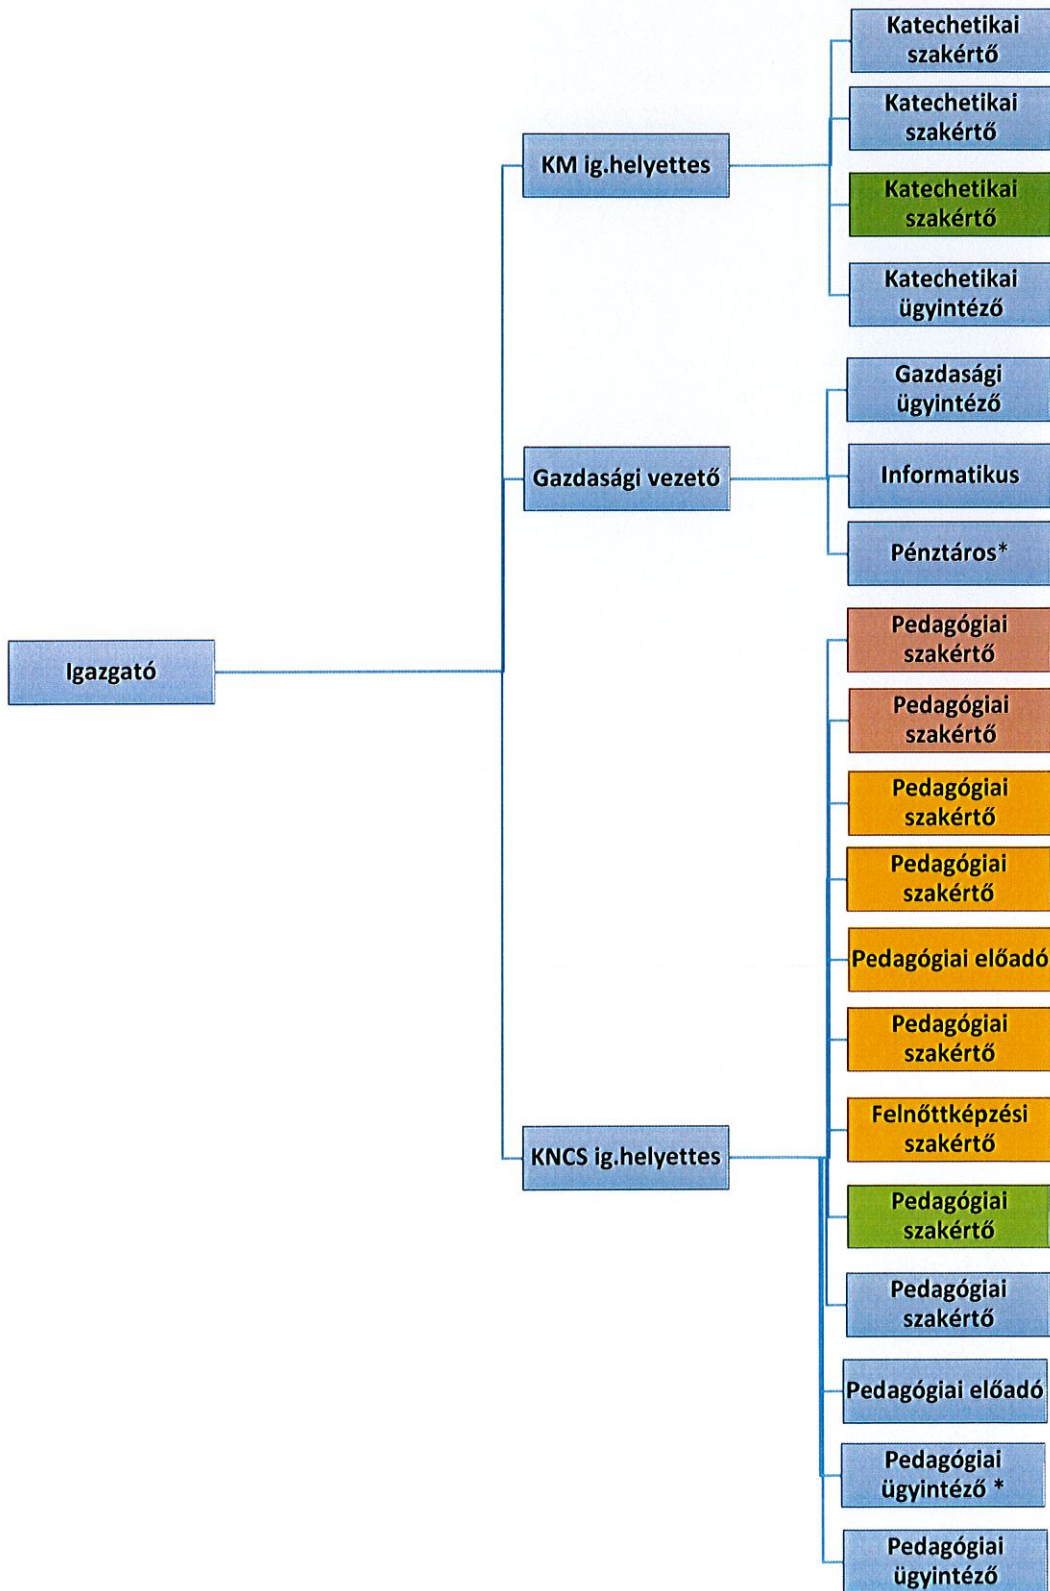 Katechetikai
szakértő
Katechetikai
szakértő
KM ig.helyettes
Katechetikai
szakértő
Katechetikai
ügyintéző
Gazdasági
ügyintéző
Gazdasági vezető
Informatikus
Pénztáros*
Igazgató
Pedagógiai
szakértő
Pedagógiai
szakértő
Pedagógiai
szakértő
Pedagógiai
szakértő
Pedagógiai előadó
Pedagógiai
szakértő
Felnőttképzési
szakértő
KNCS ig.helyettes
Pedagógiai
szakértő
Pedagógiai
szakértő
Pedagógiai előadó
Pedagógiai
ügyintéző *
Pedagógiai
ügyintéző